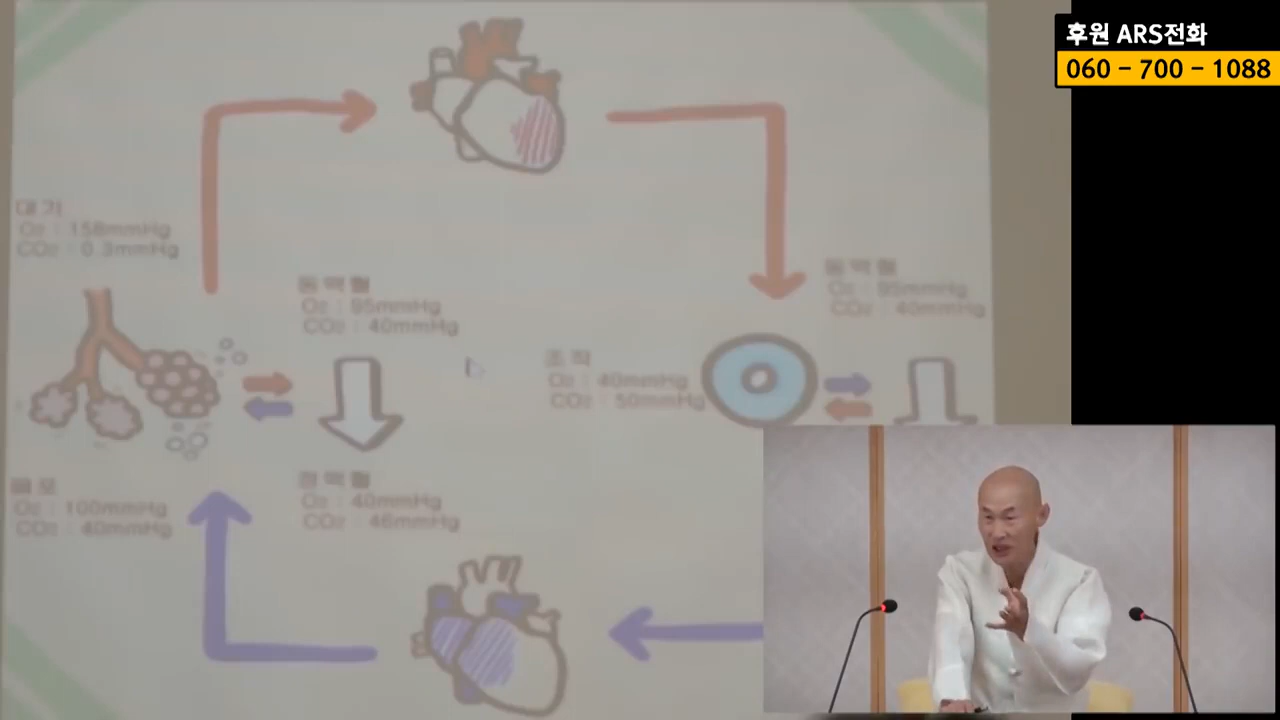 후원 ARS전화
060 - 700 - 1088
대기
O₂ : 158mmHg
CO₂ : 0.3mmHg
동맥혈
O₂ : 95mmHg
CO₂ : 40mmHg
동맥혈
O₂ : 95mmHg
CO₂ : 40mmHg
조직
O₂ : 40mmHg
CO₂ : 50mmHg
폐포
O₂ : 100mmHg
CO₂ : 40mmHg
정맥혈
O₂ : 40mmHg
CO₂ : 46mmHg